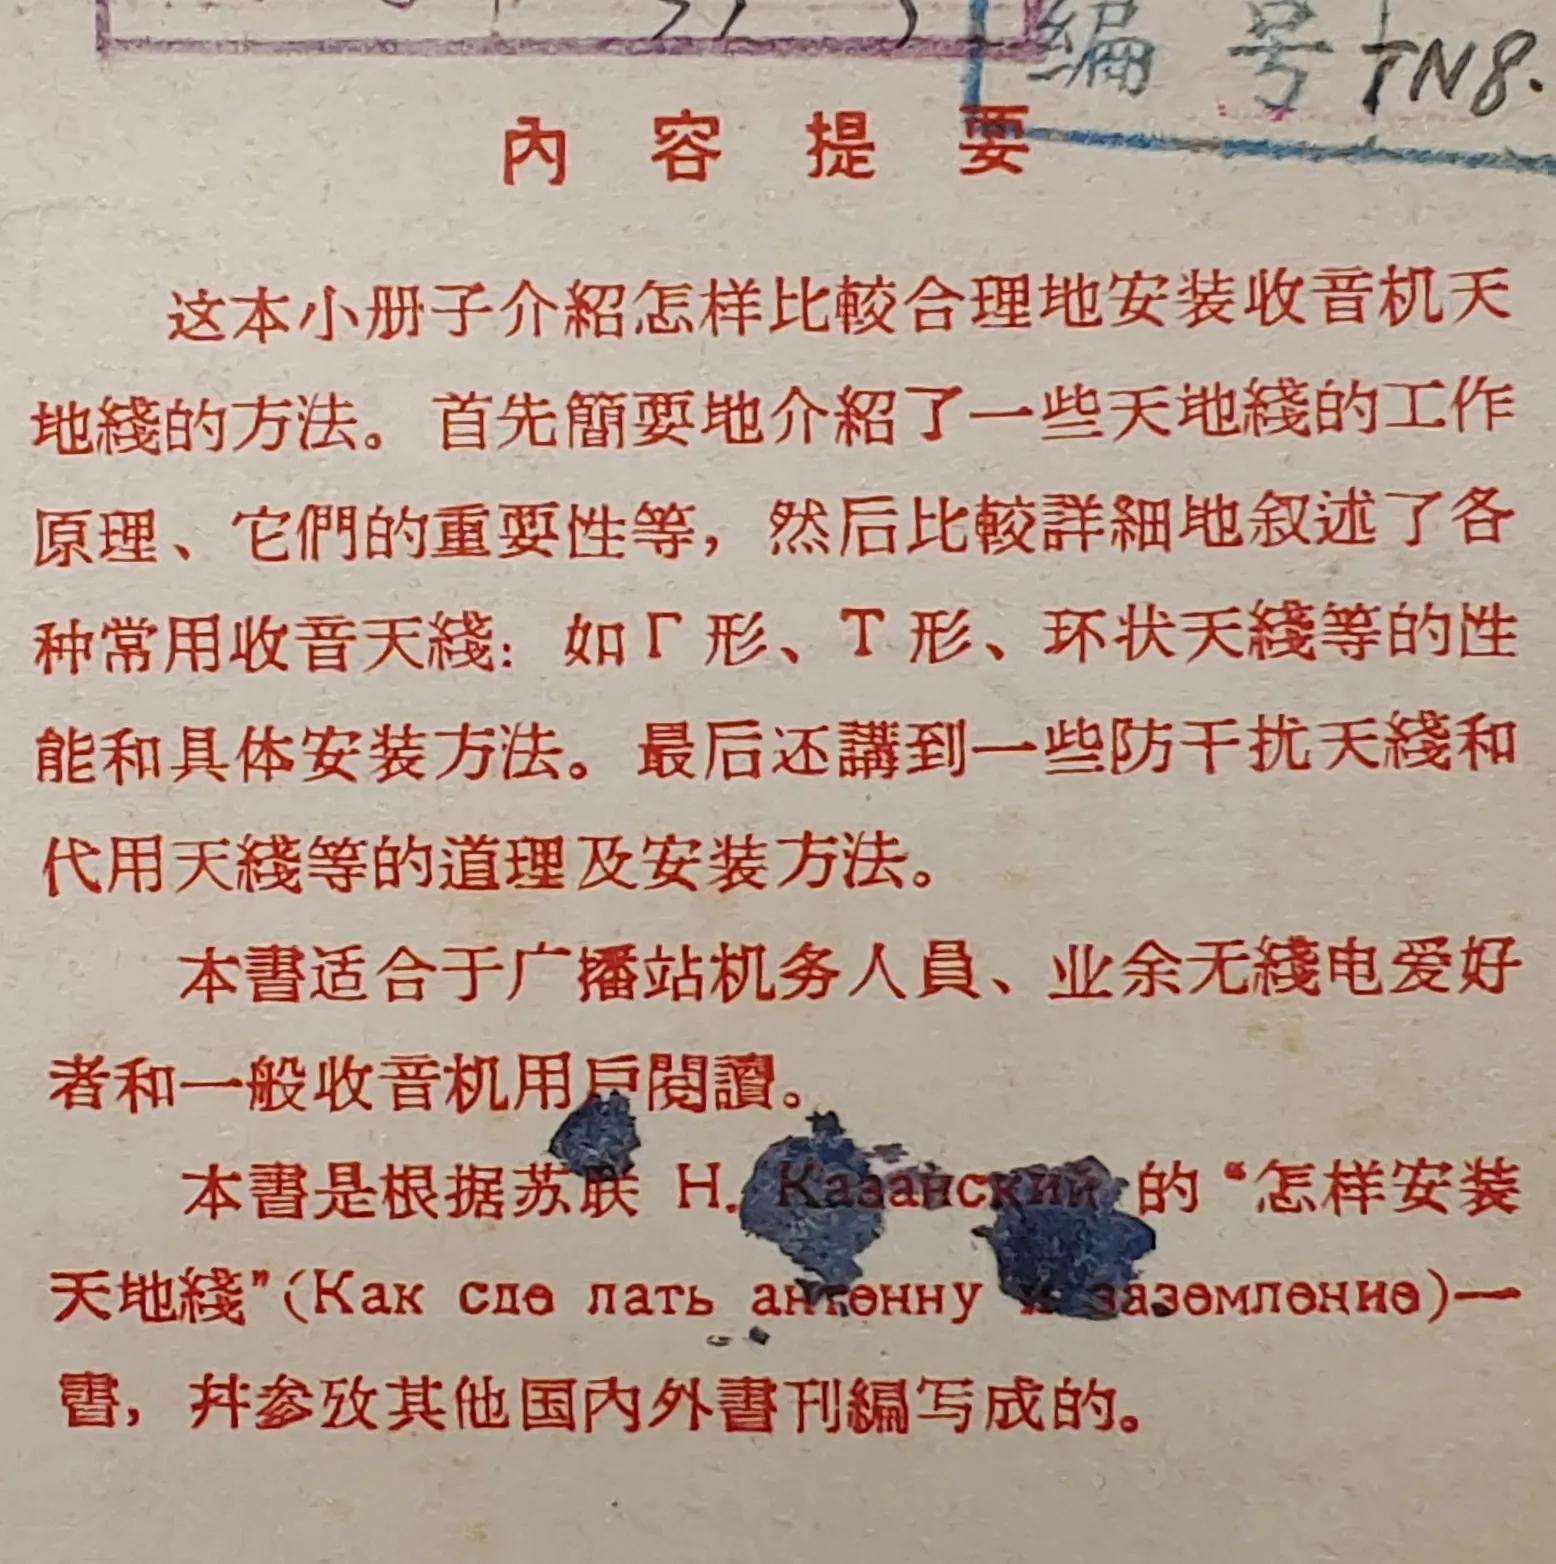 编号 TN8.
內容提要
这本小册子介紹怎样比較合理地安装收音机天
地綫的方法。首先簡要地介紹了一些天地綫的工作
原理、它們的重要性等，然后比較詳細地叙述了各
种常用收音天綫：如Г形、T形、环状天綫等的性
能和具体安装方法。最后还講到一些防干扰天綫和
代用天綫等的道理及安装方法。
本書适合于广播站机务人員、业余无綫电爱好
者和一般收音机用戶閱讀。
本書是根据苏联 Н. Казанский 的“怎样安装
天地綫”(Как сде лать антенну и заземление)一
書，幷参攷其他国内外書刊編写成的。